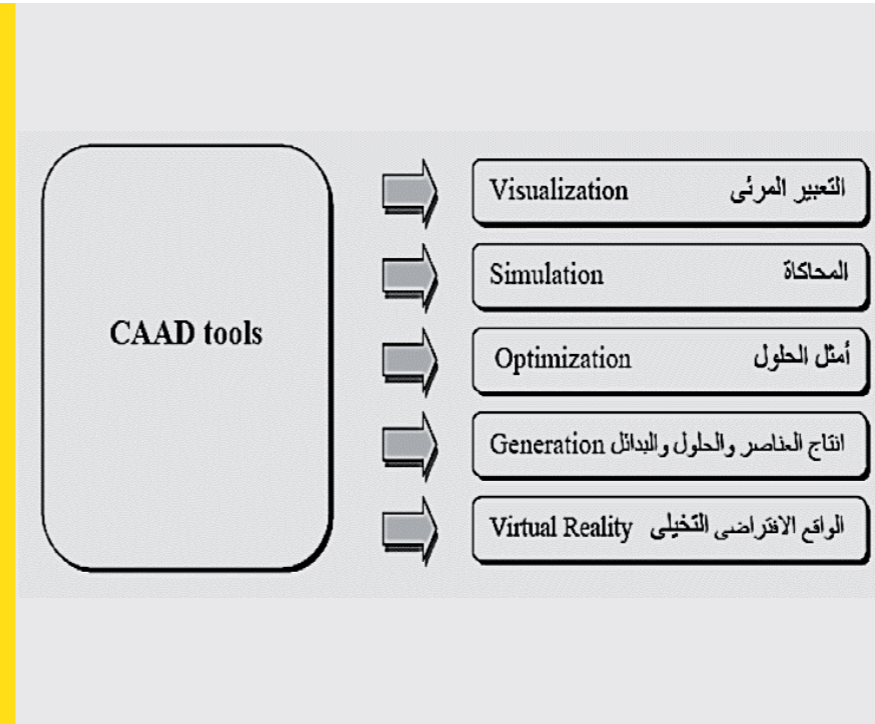 CAAD tools
Visualization التعبير المرئى
Simulation المحاكاة
Optimization أمثل الحلول
Generation انتاج العناصر والحلول والبدائل
Virtual Reality الواقع الافتراضى التخيلى